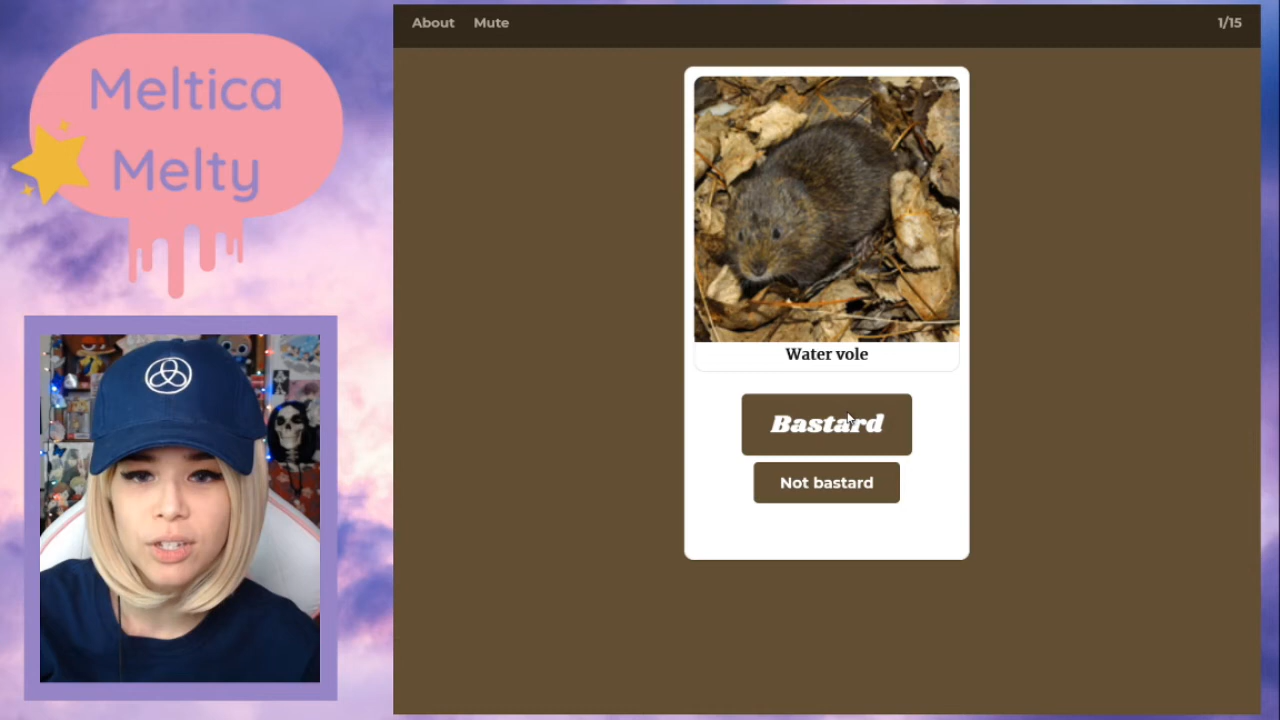 Meltica
Melty
About Mute 1/15
Water vole
Bastard
Not bastard